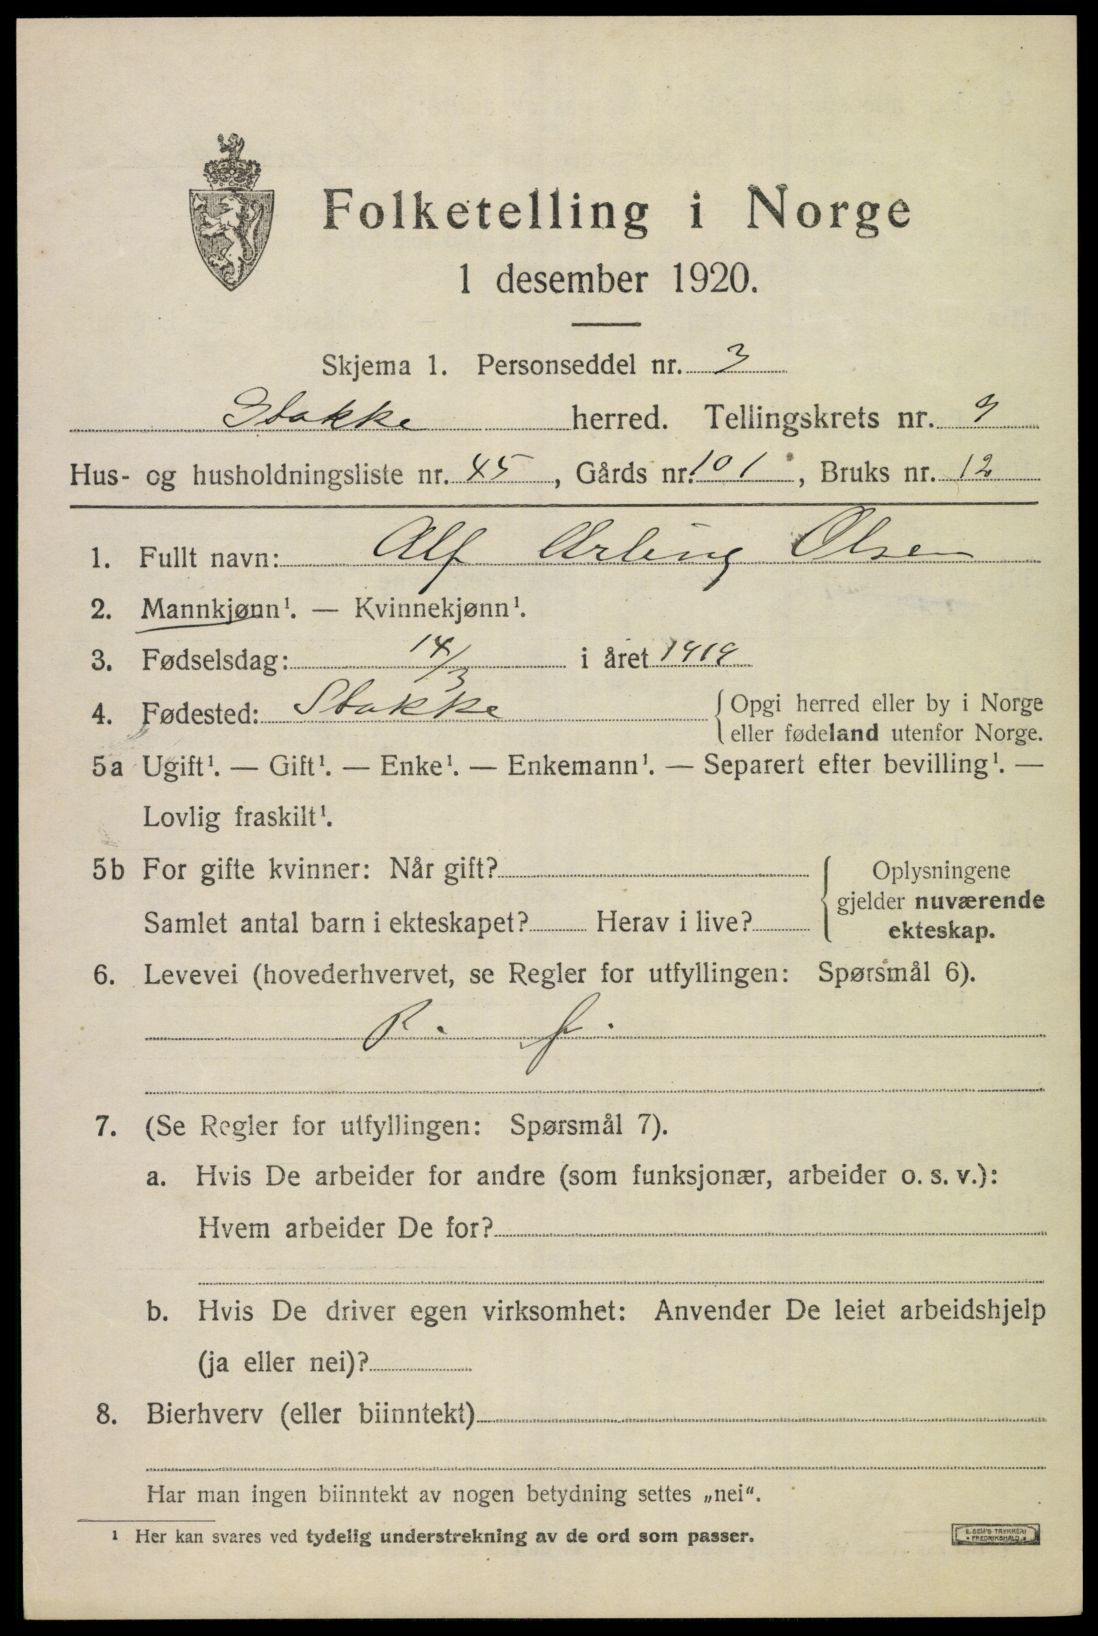 Folketelling i Norge
1 desember 1920.
Skjema 1. Personseddel nr. 3
Stokke herred. Tellingskrets nr. 9
Hus- og husholdningsliste nr. 45, Gårds nr. 101, Bruks nr. 12
1. Fullt navn: Alf Erling Olsen
2. Mannkjønn¹. — Kvinnekjønn¹.
3. Fødselsdag: 14/3 i året 1919
4. Fødested: Stokke
Opgi herred eller by i Norge
eller fødeland utenfor Norge.
5a Ugift¹. — Gift¹. — Enke¹. — Enkemann¹. — Separert efter bevilling¹. —
Lovlig fraskilt¹.
5b For gifte kvinner: Når gift?
Samlet antal barn i ekteskapet? Herav i live?
Oplysningene
gjelder nuværende
ekteskap.
6. Levevei (hovederhvervet, se Regler for utfyllingen: Spørsmål 6).
7. (Se Regler for utfyllingen: Spørsmål 7).
a. Hvis De arbeider for andre (som funksjonær, arbeider o. s. v.):
Hvem arbeider De for?
b. Hvis De driver egen virksomhet: Anvender De leiet arbeidshjelp
(ja eller nei)?
8. Bierhverv (eller biinntekt)
Har man ingen biinntekt av nogen betydning settes „nei“.
¹ Her kan svares ved tydelig understrekning av de ord som passer.
E. SEM'S TRYKKERI
FREDRIKSHALD